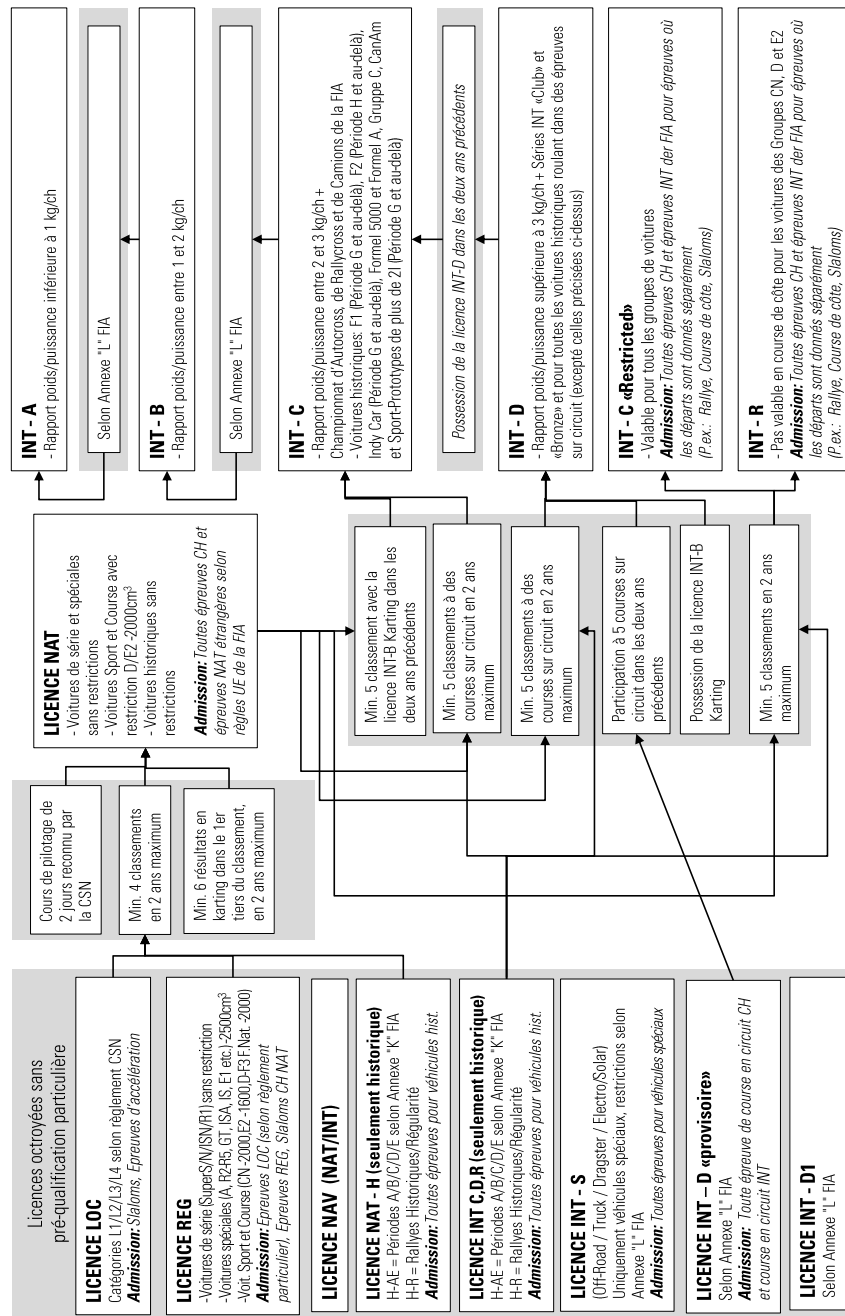 Licences octroyées sans
pré-qualification particulière
LICENCE LOC
Catégories L1/L2/L3/L4 selon règlement CSN
Admission: Slaloms, Epreuves d'accélération
LICENCE REG
-Voitures de série (SuperS/N/ISN/R1) sans restriction
-Voitures spéciales (A, R2-R5, GT, ISA, IS, E1 etc.)-2500cm³
-Voit. Sport et Course (CN -2000,E2 -1600,D-F3 F.Nat. -2000)
Admission: Epreuves LOC (selon règlement
particulier), Epreuves REG, Slaloms CH NAT
LICENCE NAV (NAT/INT)
LICENCE NAT - H (seulement historique)
H-AE = Périodes A/B/C/D/E selon Annexe "K" FIA
H-R = Rallyes Historiques/Régularité
Admission: Toutes épreuves pour véhicules hist.
LICENCE INT C,D,R (seulement historique)
H-AE = Périodes A/B/C/D/E selon Annexe "K" FIA
H-R = Rallyes Historiques/Régularité
Admission: Toutes épreuves pour véhicules hist.
LICENCE INT - S
(Off-Road / Truck / Dragster / Electro/Solar)
Uniquement véhicules spéciaux, restrictions selon
Annexe "L" FIA
Admission: Toutes épreuves pour véhicules spéciaux
LICENCE INT – D «provisoire»
Selon Annexe "L" FIA
Admission: Toute épreuve de course en circuit CH
et course en circuit INT
LICENCE INT - D1
Selon Annexe "L" FIA
Cours de pilotage de
2 jours reconnu par
la CSN
Min. 4 classements
en 2 ans maximum
Min. 6 résultats en
karting dans le 1er
tiers du classement,
en 2 ans maximum
LICENCE NAT
- Voitures de série et spéciales
sans restrictions
- Voitures Sport et Course avec
restriction D/E2 -2000cm³
- Voitures historiques sans
restrictions
Admission: Toutes épreuves CH et
épreuves NAT étrangères selon
règles UE de la FIA
Min. 5 classement avec la
licence INT-B Karting dans les
deux ans précédents
Min. 5 classements à des
courses sur circuit en 2 ans
maximum
Min. 5 classements à des
courses sur circuit en 2 ans
maximum
Participation à 5 courses sur
circuit dans les deux ans
précédents
Possession de la licence INT-B
Karting
Min. 5 classements en 2 ans
maximum
INT - A
- Rapport poids/puissance inférieure à 1 kg/ch
Selon Annexe "L" FIA
INT - B
- Rapport poids/puissance entre 1 et 2 kg/ch
Selon Annexe "L" FIA
INT - C
- Rapport poids/puissance entre 2 et 3 kg/ch +
Championnat d'Autocross, de Rallycross et de Camions de la FIA
- Voitures historiques: F1 (Période G et au-delà), F2 (Période H et au-delà),
Indy Car (Période G et au-delà), Formel 5000 et Formel A, Gruppe C, CanAm
et Sport-Prototypes de plus de 2l (Période G et au-delà)
Possession de la licence INT-D dans les deux ans précédents
INT - D
- Rapport poids/puissance supérieure à 3 kg/ch + Séries INT «Club» et
«Bronze» et pour toutes les voitures historiques roulant dans des épreuves
sur circuit (excepté celles précisées ci-dessus)
INT - C «Restricted»
- Valable pour tous les groupes de voitures
Admission: Toutes épreuves CH et épreuves INT der FIA pour épreuves où
les départs sont donnés séparément
(P.ex.: Rallye, Course de côte, Slaloms)
INT - R
- Pas valable en course de côte pour les voitures des Groupes CN, D et E2
Admission: Toutes épreuves CH et épreuves INT der FIA pour épreuves où
les départs sont donnés séparément
(P.ex.: Rallye, Course de côte, Slaloms)